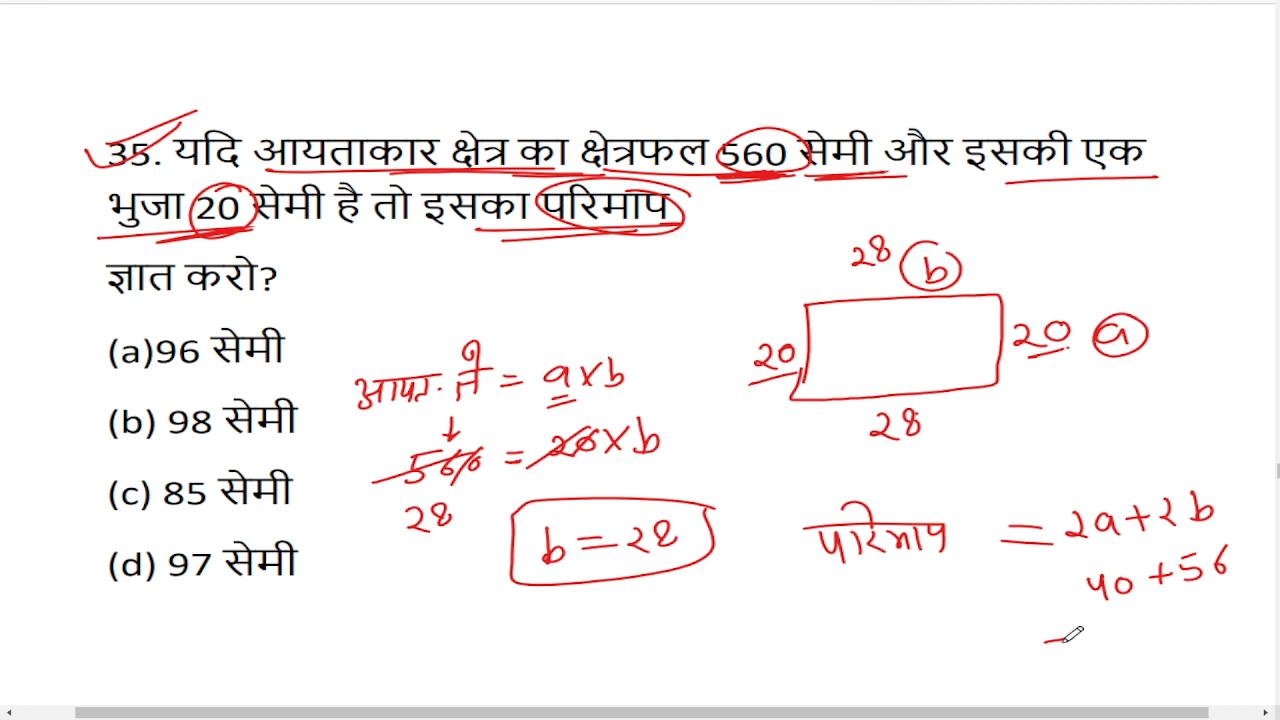 35. यदि आयताकार क्षेत्र का क्षेत्रफल 560 सेमी और इसकी एक
भुजा 20 सेमी है तो इसका परिमाप
ज्ञात करो?
(a)96 सेमी
(b) 98 सेमी
(c) 85 सेमी
(d) 97 सेमी
28 b
20
20 a
28
= a×b
560 = 20×b
28
b = 28
परिमाप = 2a+2b
40+56